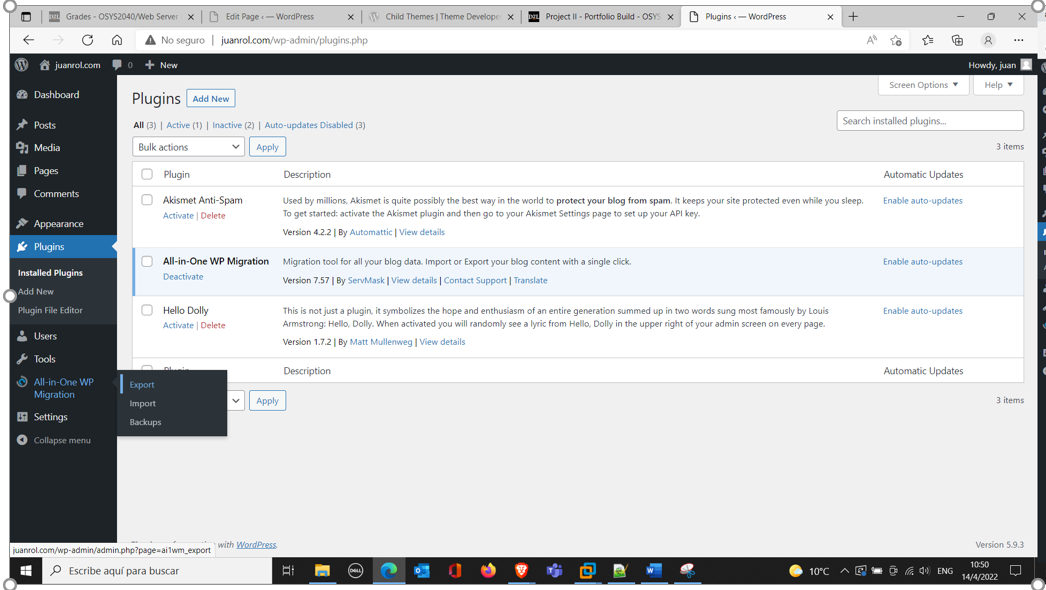 Grades - OSYS2040/Web Server
Edit Page ‹ — WordPress
Child Themes | Theme Develope
D2L Project II - Portfolio Build - OSYS
Plugins ‹ — WordPress
No seguro | juanrol.com/wp-admin/plugins.php
juanrol.com 0 + New Howdy, juan
Screen Options ▼ Help ▼
Dashboard
Posts
Media
Pages
Comments
Appearance
Plugins
Installed Plugins
Add New
Plugin File Editor
Users
Tools
All-in-One WP
Migration
Settings
Collapse menu
Export
Import
Backups
Plugins Add New
All (3) | Active (1) | Inactive (2) | Auto-updates Disabled (3)
Search installed plugins...
Bulk actions Apply 3 items
Plugin Description Automatic Updates
Akismet Anti-Spam
Activate | Delete
Used by millions, Akismet is quite possibly the best way in the world to protect your blog from spam. It keeps your site protected even while you sleep.
To get started: activate the Akismet plugin and then go to your Akismet Settings page to set up your API key.
Version 4.2.2 | By Automattic | View details
Enable auto-updates
All-in-One WP Migration
Deactivate
Migration tool for all your blog data. Import or Export your blog content with a single click.
Version 7.57 | By ServMask | View details | Contact Support | Translate
Enable auto-updates
Hello Dolly
Activate | Delete
This is not just a plugin, it symbolizes the hope and enthusiasm of an entire generation summed up in two words sung most famously by Louis
Armstrong: Hello, Dolly. When activated you will randomly see a lyric from Hello, Dolly in the upper right of your admin screen on every page.
Version 1.7.2 | By Matt Mullenweg | View details
Enable auto-updates
Plugin Description Automatic Updates
Apply 3 items
with WordPress.
Version 5.9.3
juanrol.com/wp-admin/admin.php?page=ai1wm_export
Escribe aquí para buscar
DELL
10°C
ENG
10:50
14/4/2022